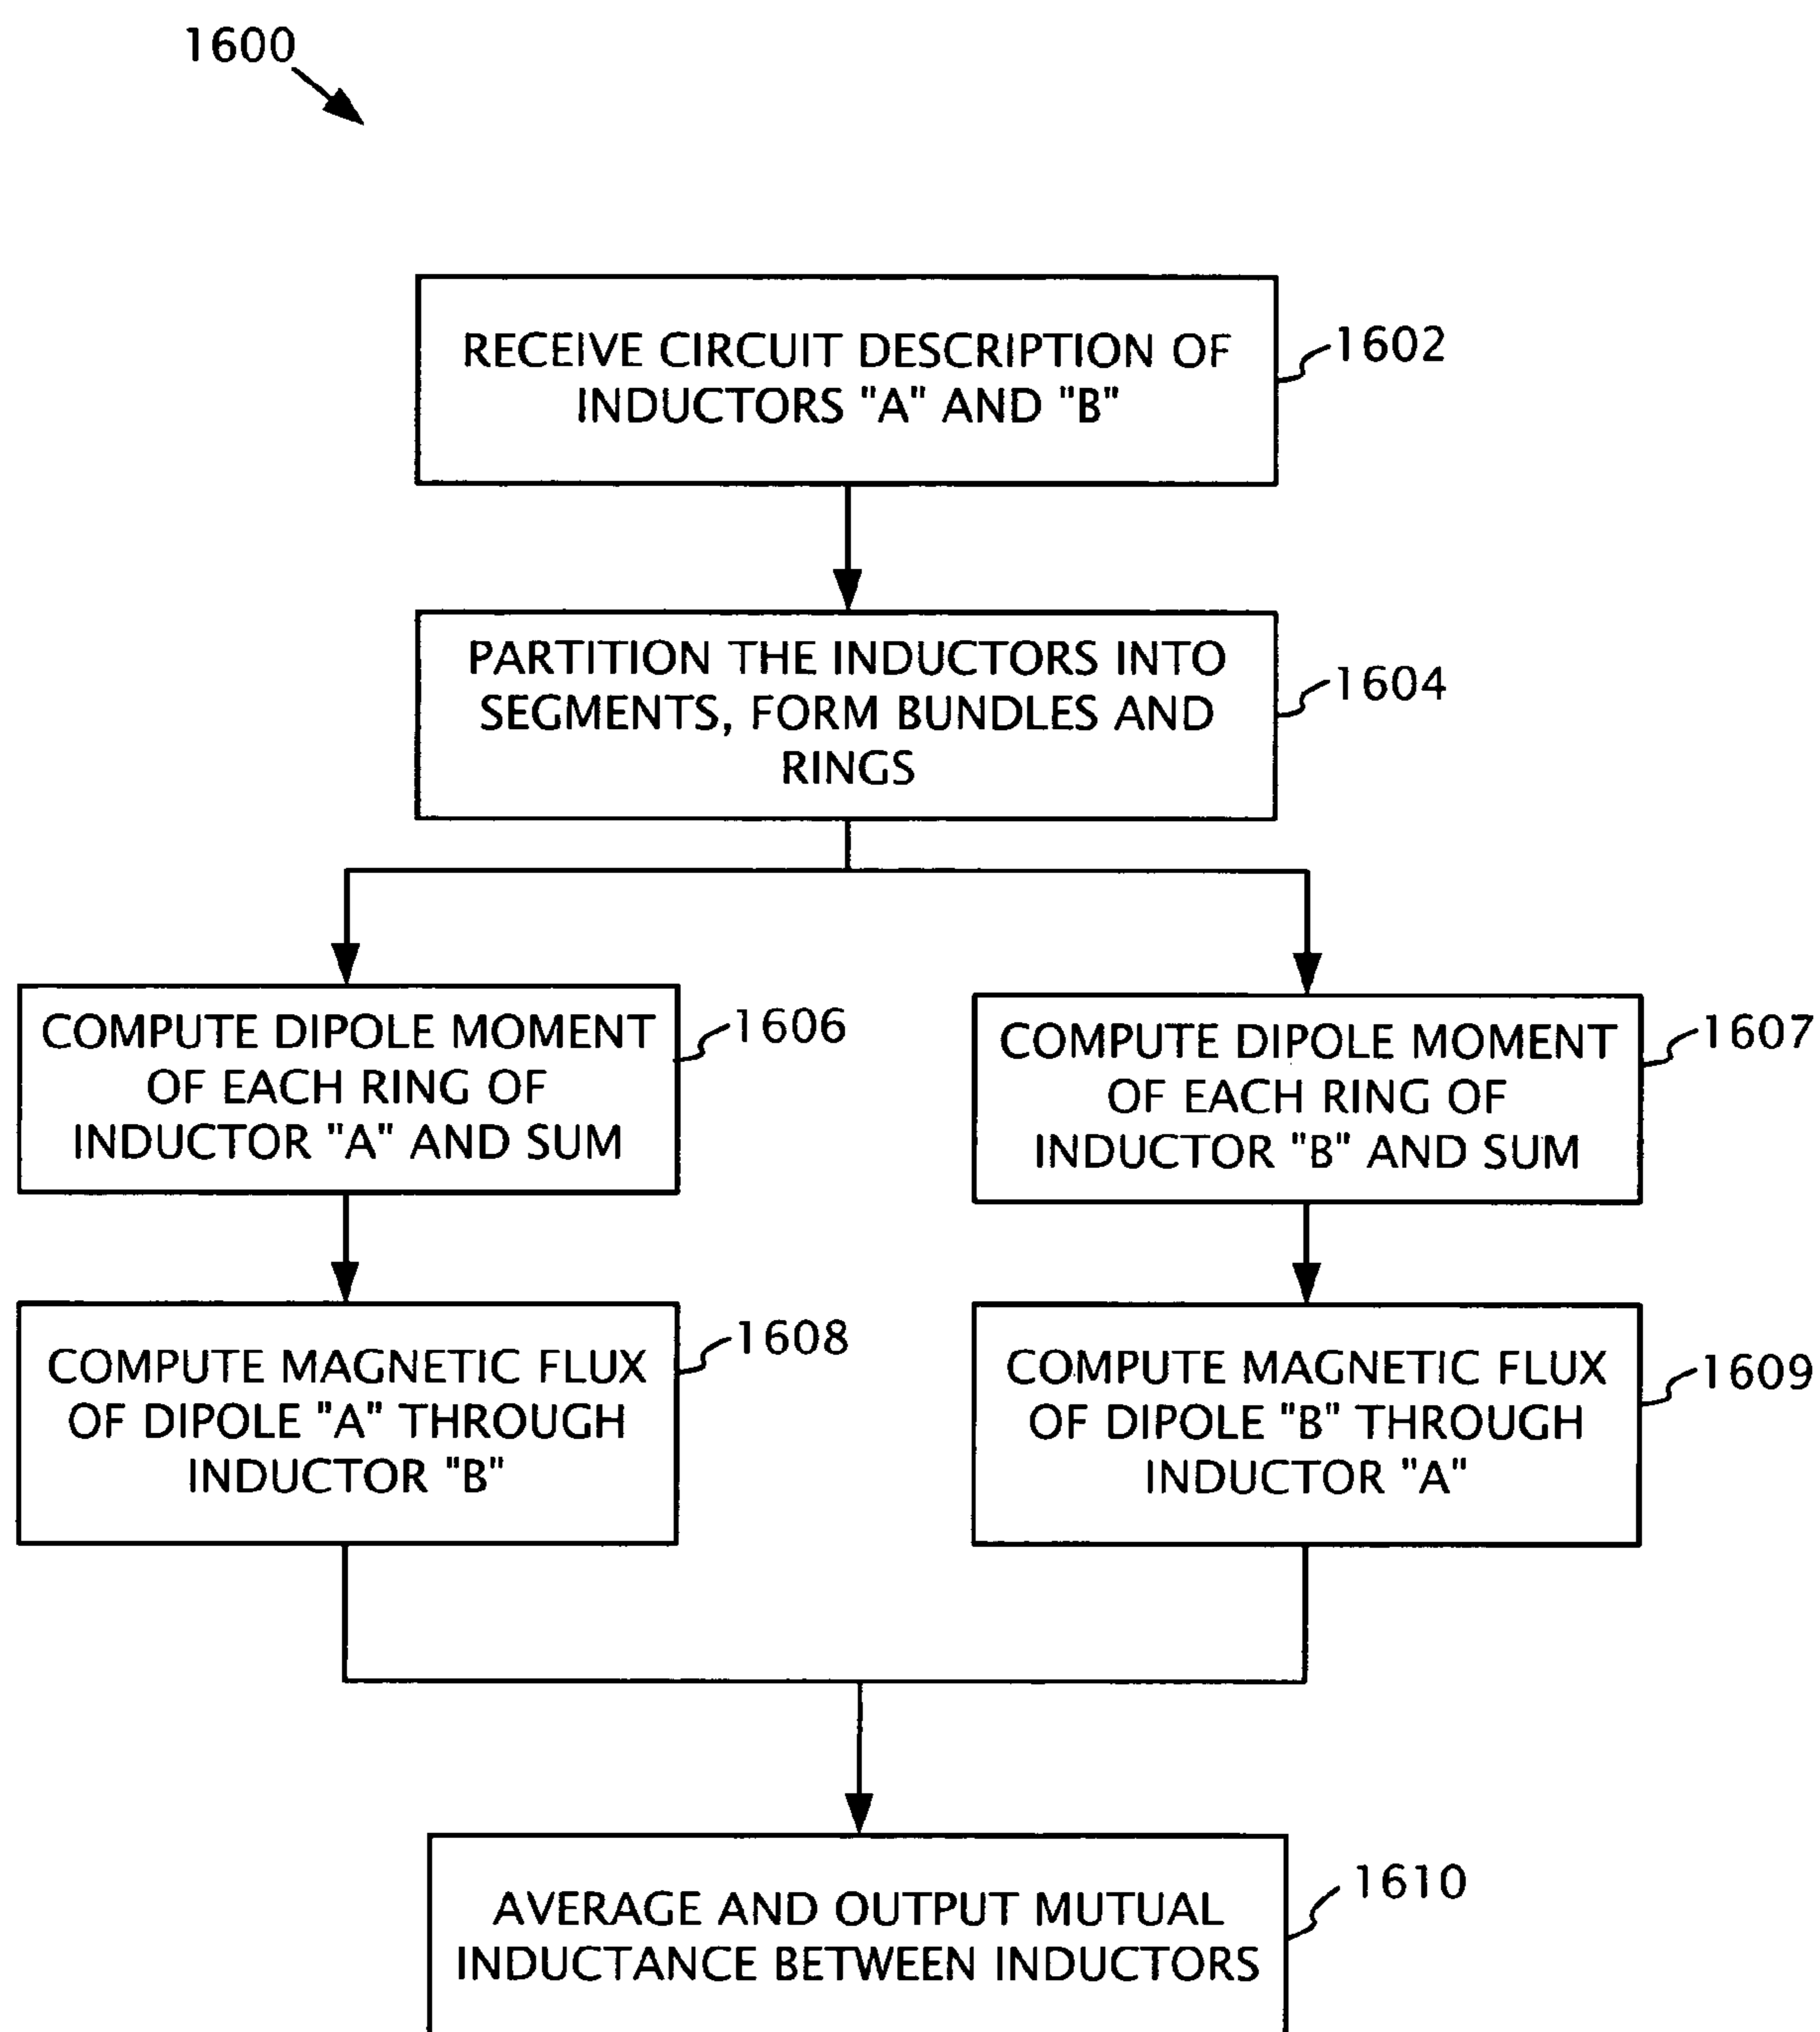 1600
RECEIVE CIRCUIT DESCRIPTION OF
INDUCTORS "A" AND "B"
1602
PARTITION THE INDUCTORS INTO
SEGMENTS, FORM BUNDLES AND
RINGS
1604
COMPUTE DIPOLE MOMENT
OF EACH RING OF
INDUCTOR "A" AND SUM
1606
COMPUTE DIPOLE MOMENT
OF EACH RING OF
INDUCTOR "B" AND SUM
1607
COMPUTE MAGNETIC FLUX
OF DIPOLE "A" THROUGH
INDUCTOR "B"
1608
COMPUTE MAGNETIC FLUX
OF DIPOLE "B" THROUGH
INDUCTOR "A"
1609
AVERAGE AND OUTPUT MUTUAL
INDUCTANCE BETWEEN INDUCTORS
1610